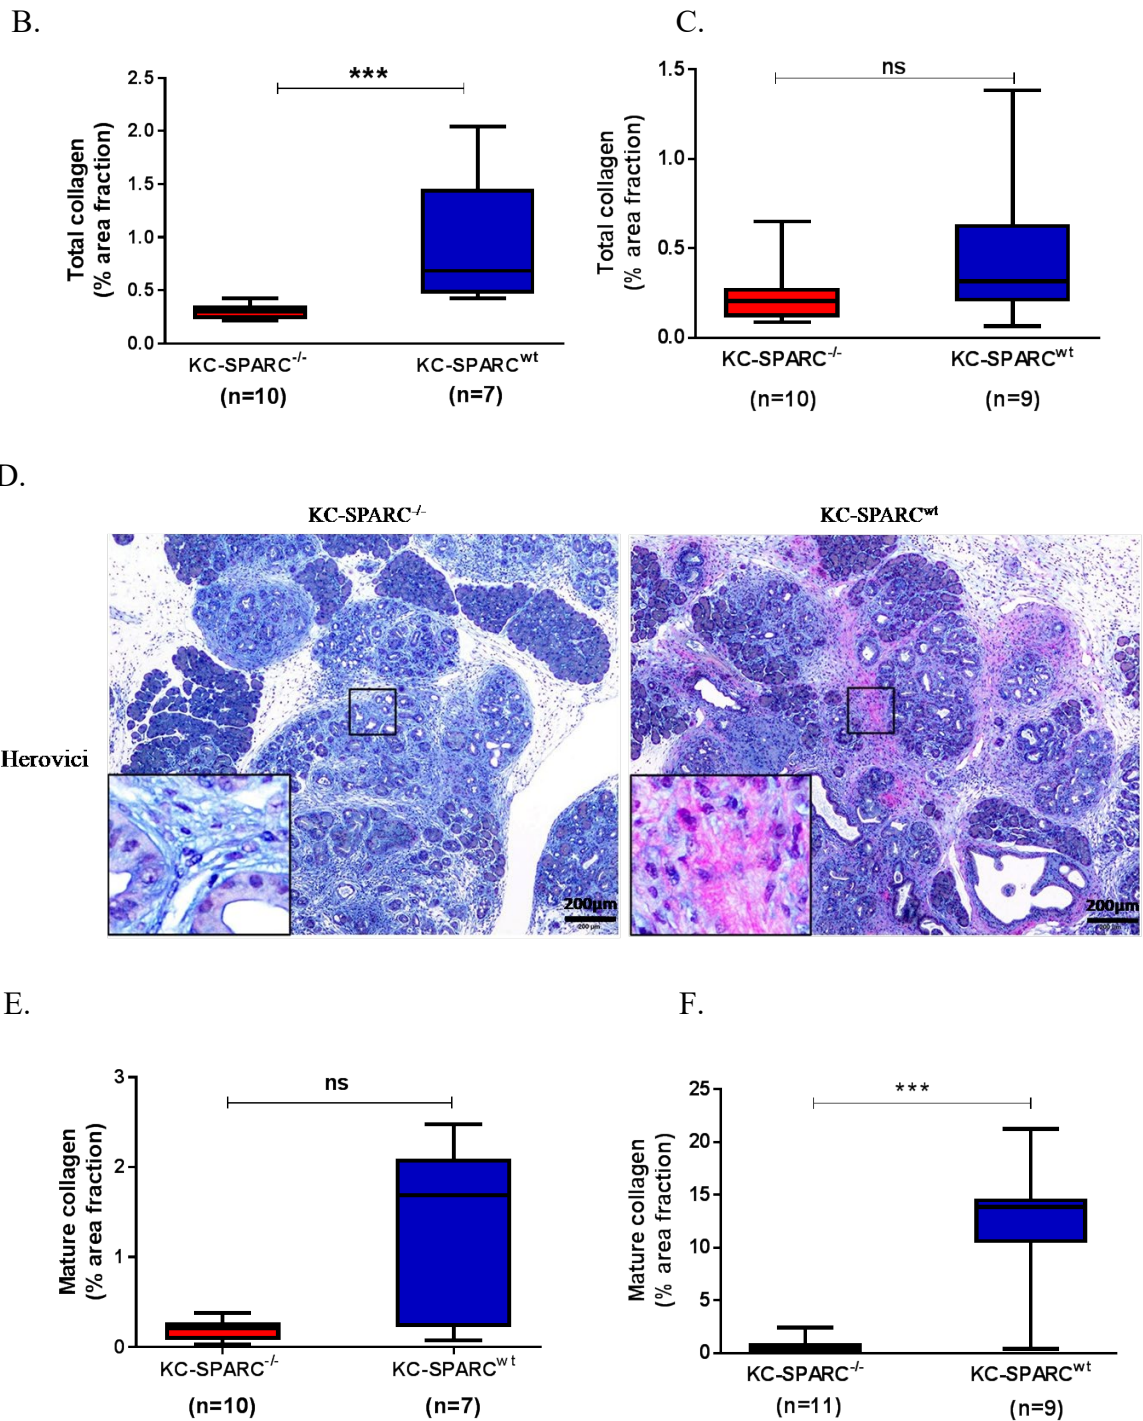 B.
C.
***
2.5
2.0
1.5
1.0
0.5
0.0
Total collagen
(% area fraction)
KC-SPARC-/-
KC-SPARCwt
(n=10)
(n=7)
ns
1.5
1.0
0.5
0.0
Total collagen
(% area fraction)
KC-SPARC-/-
KC-SPARCwt
(n=10)
(n=9)
D.
KC-SPARC-/-
KC-SPARCwt
Herovici
200µm
200 µm
200µm
200 µm
E.
F.
ns
3
2
1
0
Mature collagen
(% area fraction)
KC-SPARC-/-
KC-SPARCwt
(n=10)
(n=7)
***
25
20
15
10
5
0
Mature collagen
(% area fraction)
KC-SPARC-/-
KC-SPARCwt
(n=11)
(n=9)